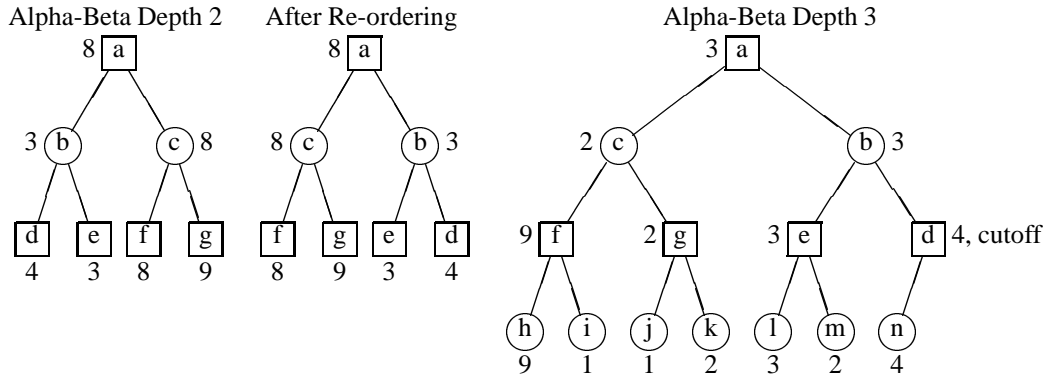 Alpha-Beta Depth 2 After Re-ordering Alpha-Beta Depth 3
8 a 8 a 3 a
3 b c 8 8 c b 3 2 c b 3
d e f g f g e d 9 f 2 g 3 e d 4, cutoff
4 3 8 9 8 9 3 4
h i j k l m n
9 1 1 2 3 2 4